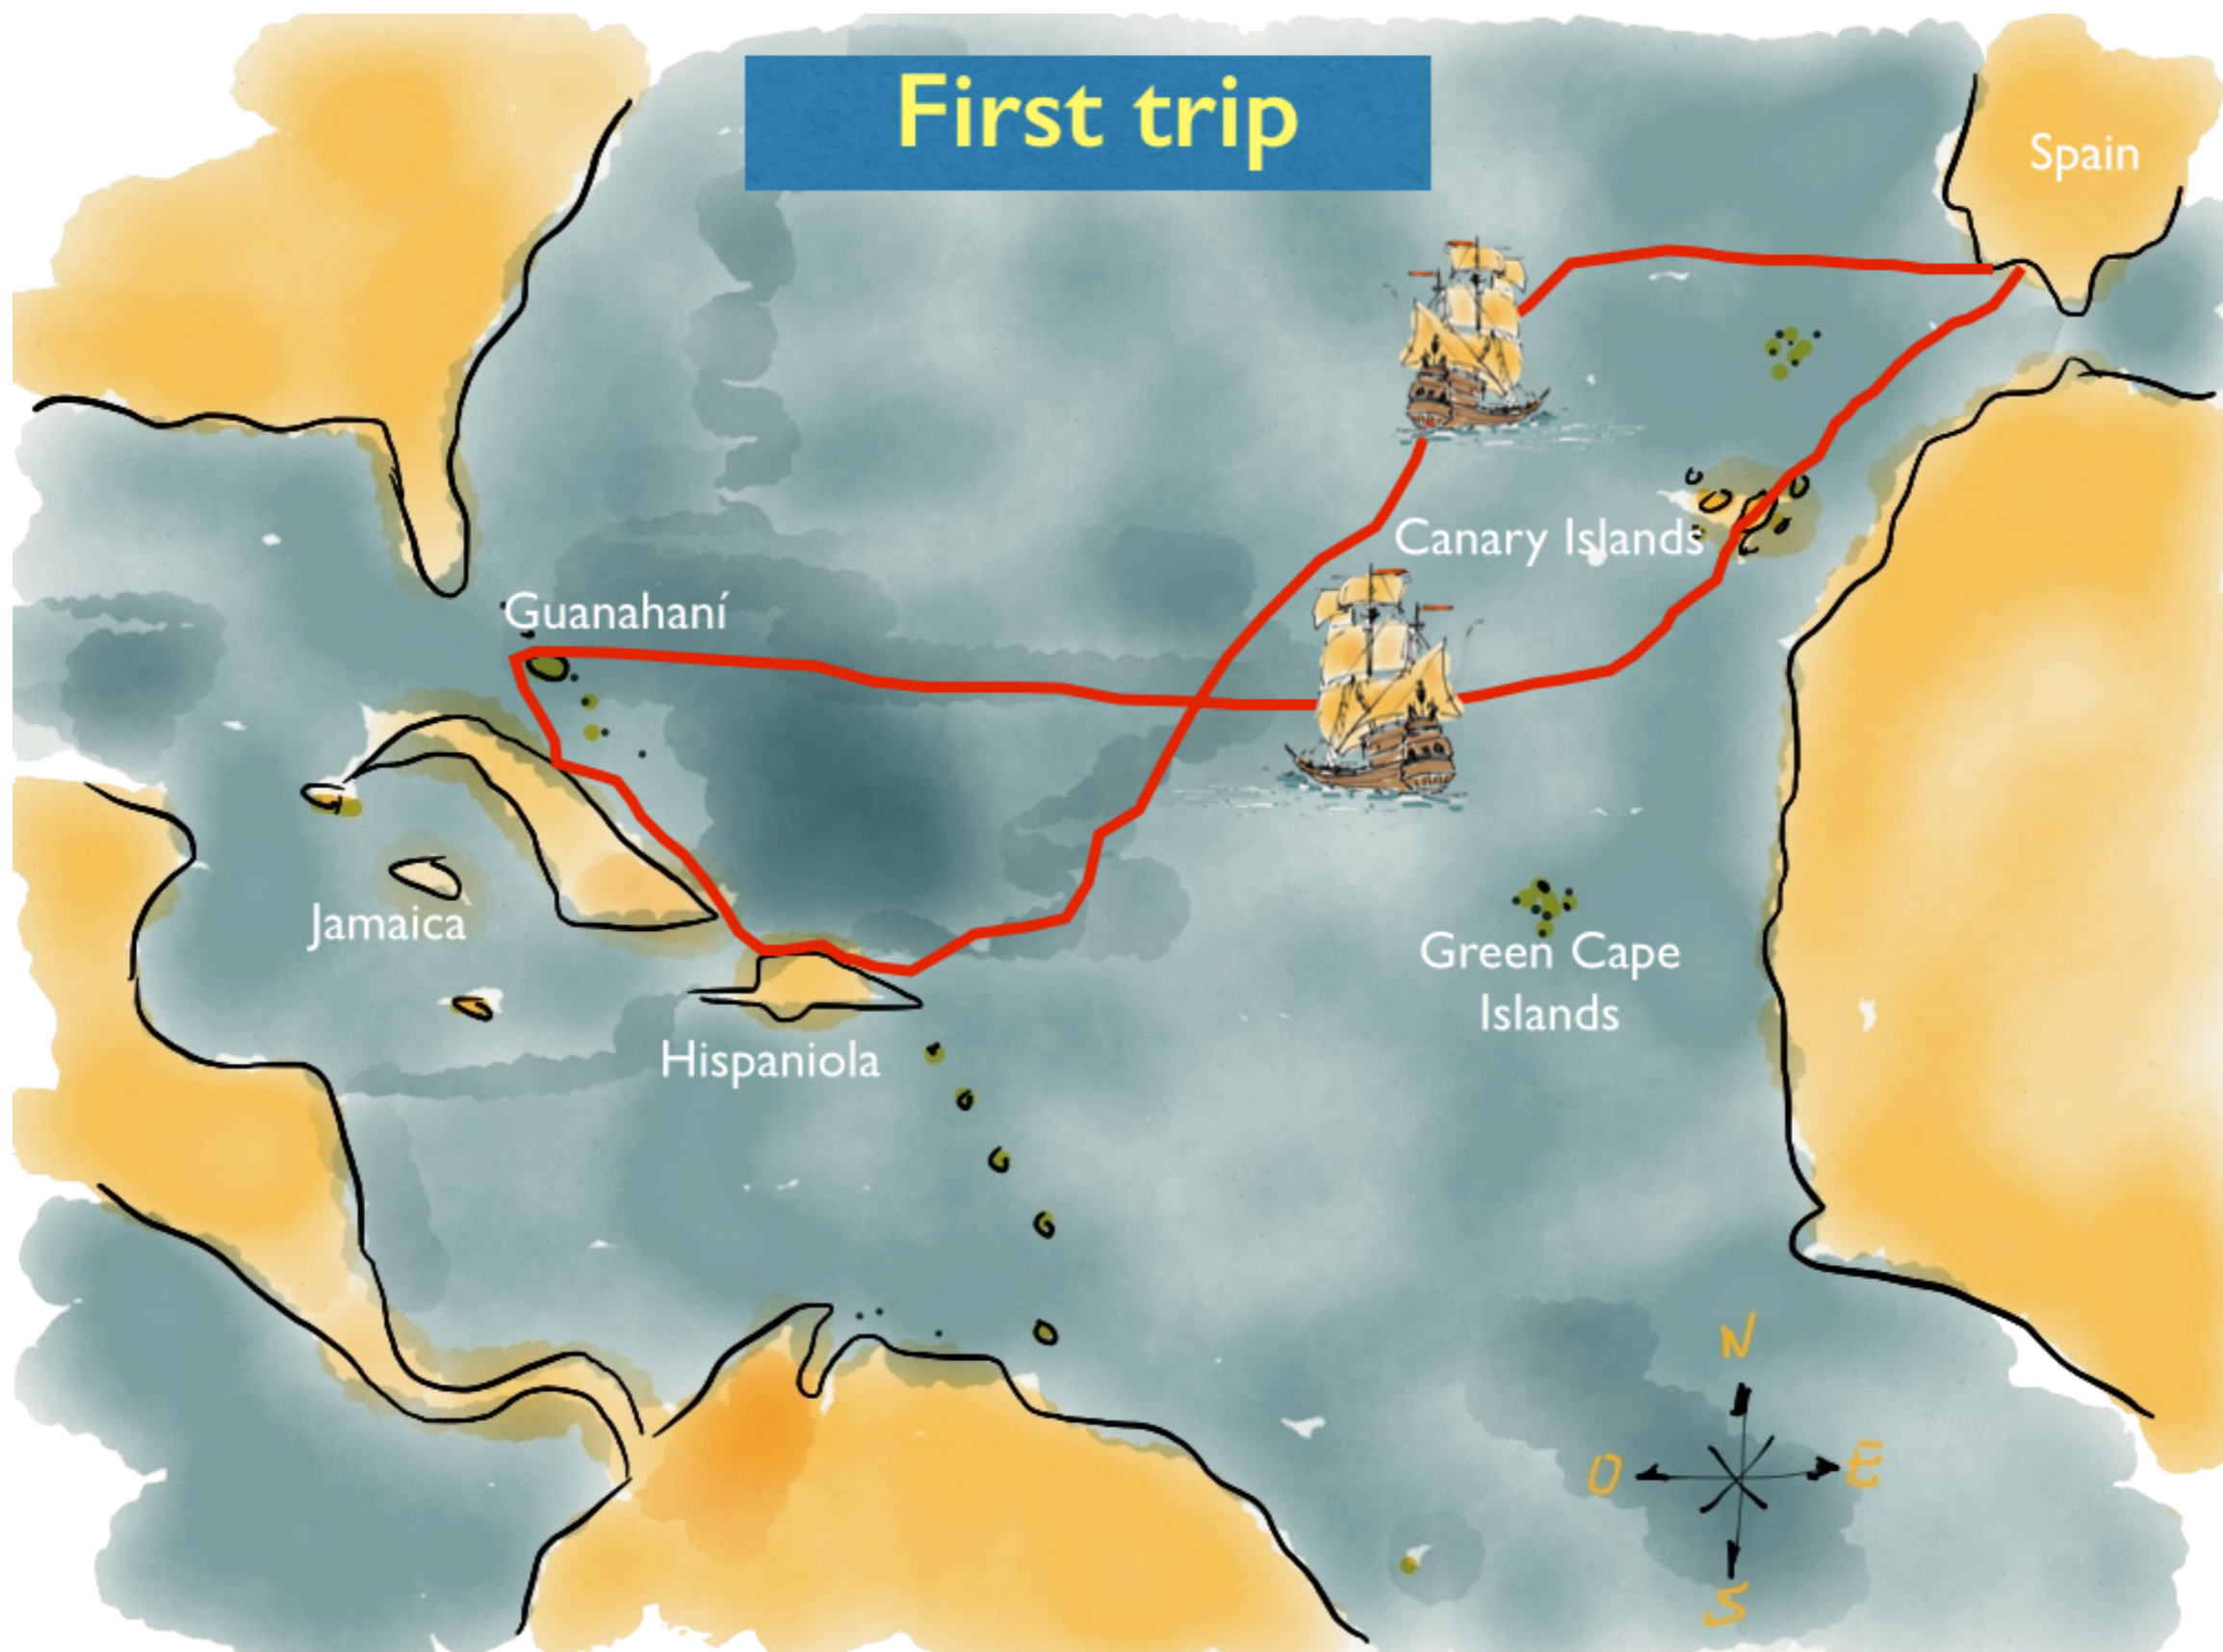 First trip
Spain
Canary Islands
Guanahaní
Jamaica
Green Cape
Islands
Hispaniola
N
O
E
S